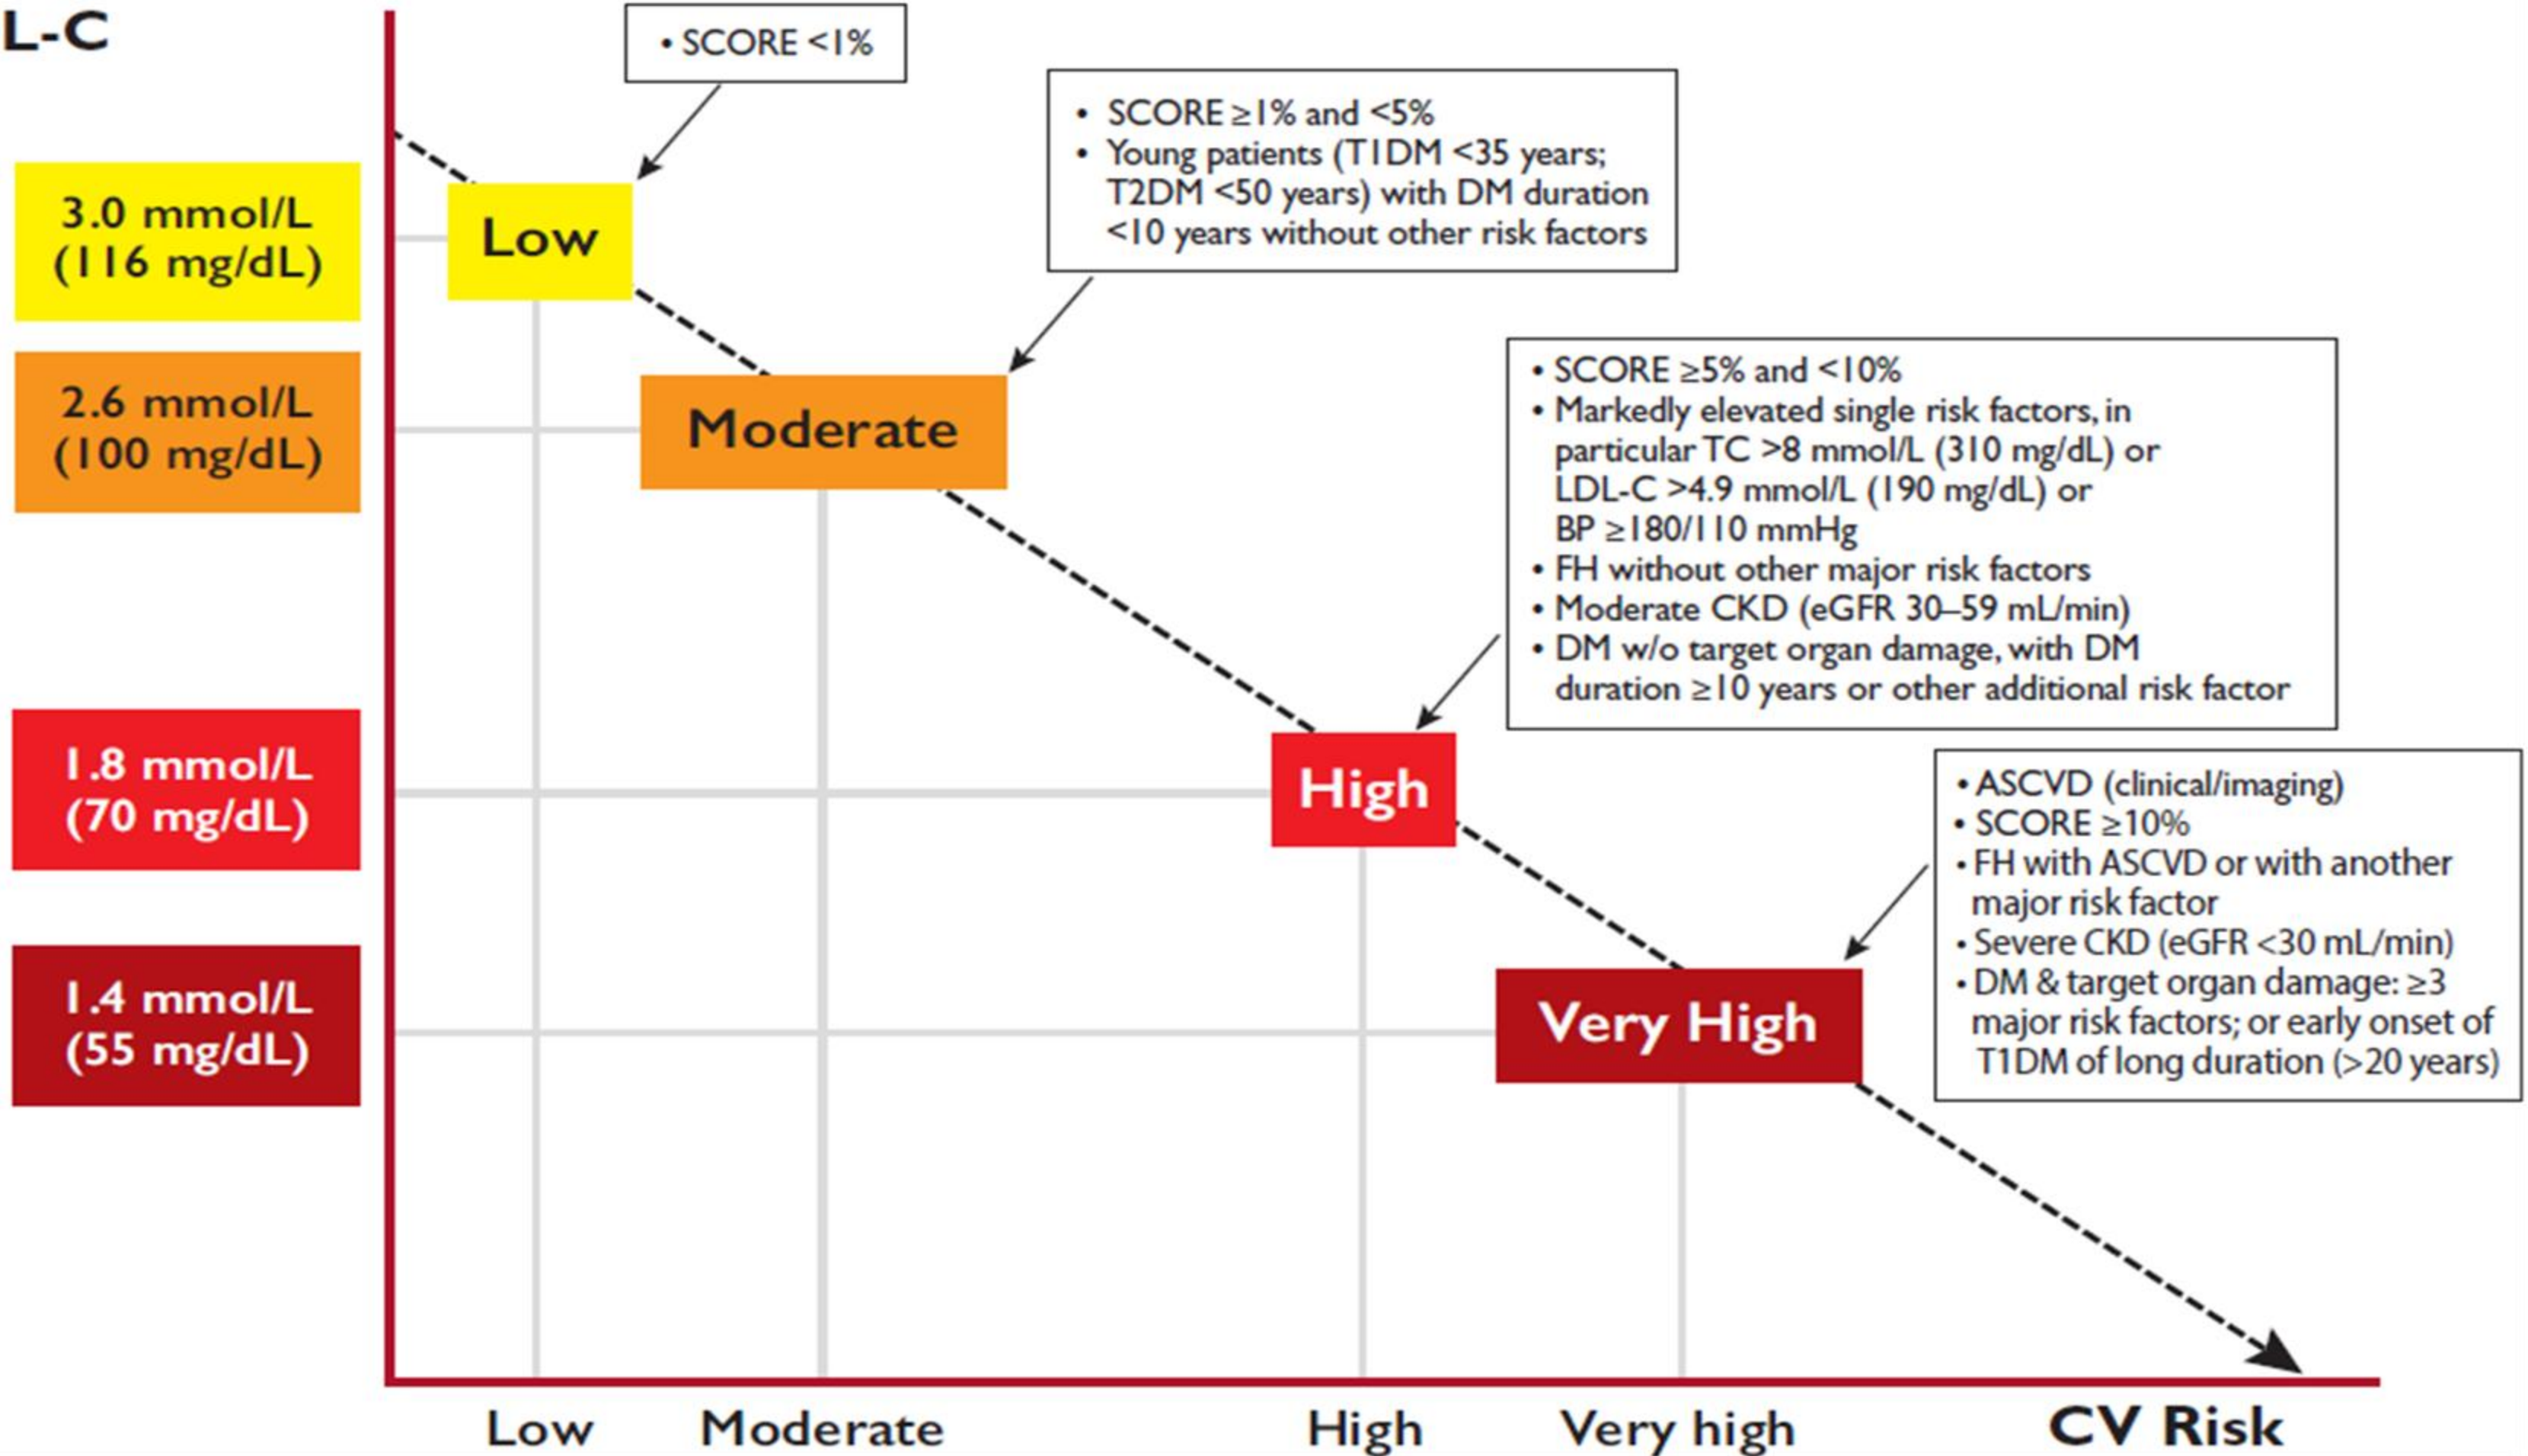 L-C
• SCORE <1%
• SCORE ≥1% and <5%
• Young patients (T1DM <35 years;
T2DM <50 years) with DM duration
<10 years without other risk factors
3.0 mmol/L
(116 mg/dL)
Low
2.6 mmol/L
(100 mg/dL)
Moderate
• SCORE ≥5% and <10%
• Markedly elevated single risk factors, in
particular TC >8 mmol/L (310 mg/dL) or
LDL-C >4.9 mmol/L (190 mg/dL) or
BP ≥180/110 mmHg
• FH without other major risk factors
• Moderate CKD (eGFR 30–59 mL/min)
• DM w/o target organ damage, with DM
duration ≥10 years or other additional risk factor
1.8 mmol/L
(70 mg/dL)
High
• ASCVD (clinical/imaging)
• SCORE ≥10%
• FH with ASCVD or with another
major risk factor
• Severe CKD (eGFR <30 mL/min)
• DM & target organ damage: ≥3
major risk factors; or early onset of
T1DM of long duration (>20 years)
1.4 mmol/L
(55 mg/dL)
Very High
Low
Moderate
High
Very high
CV Risk